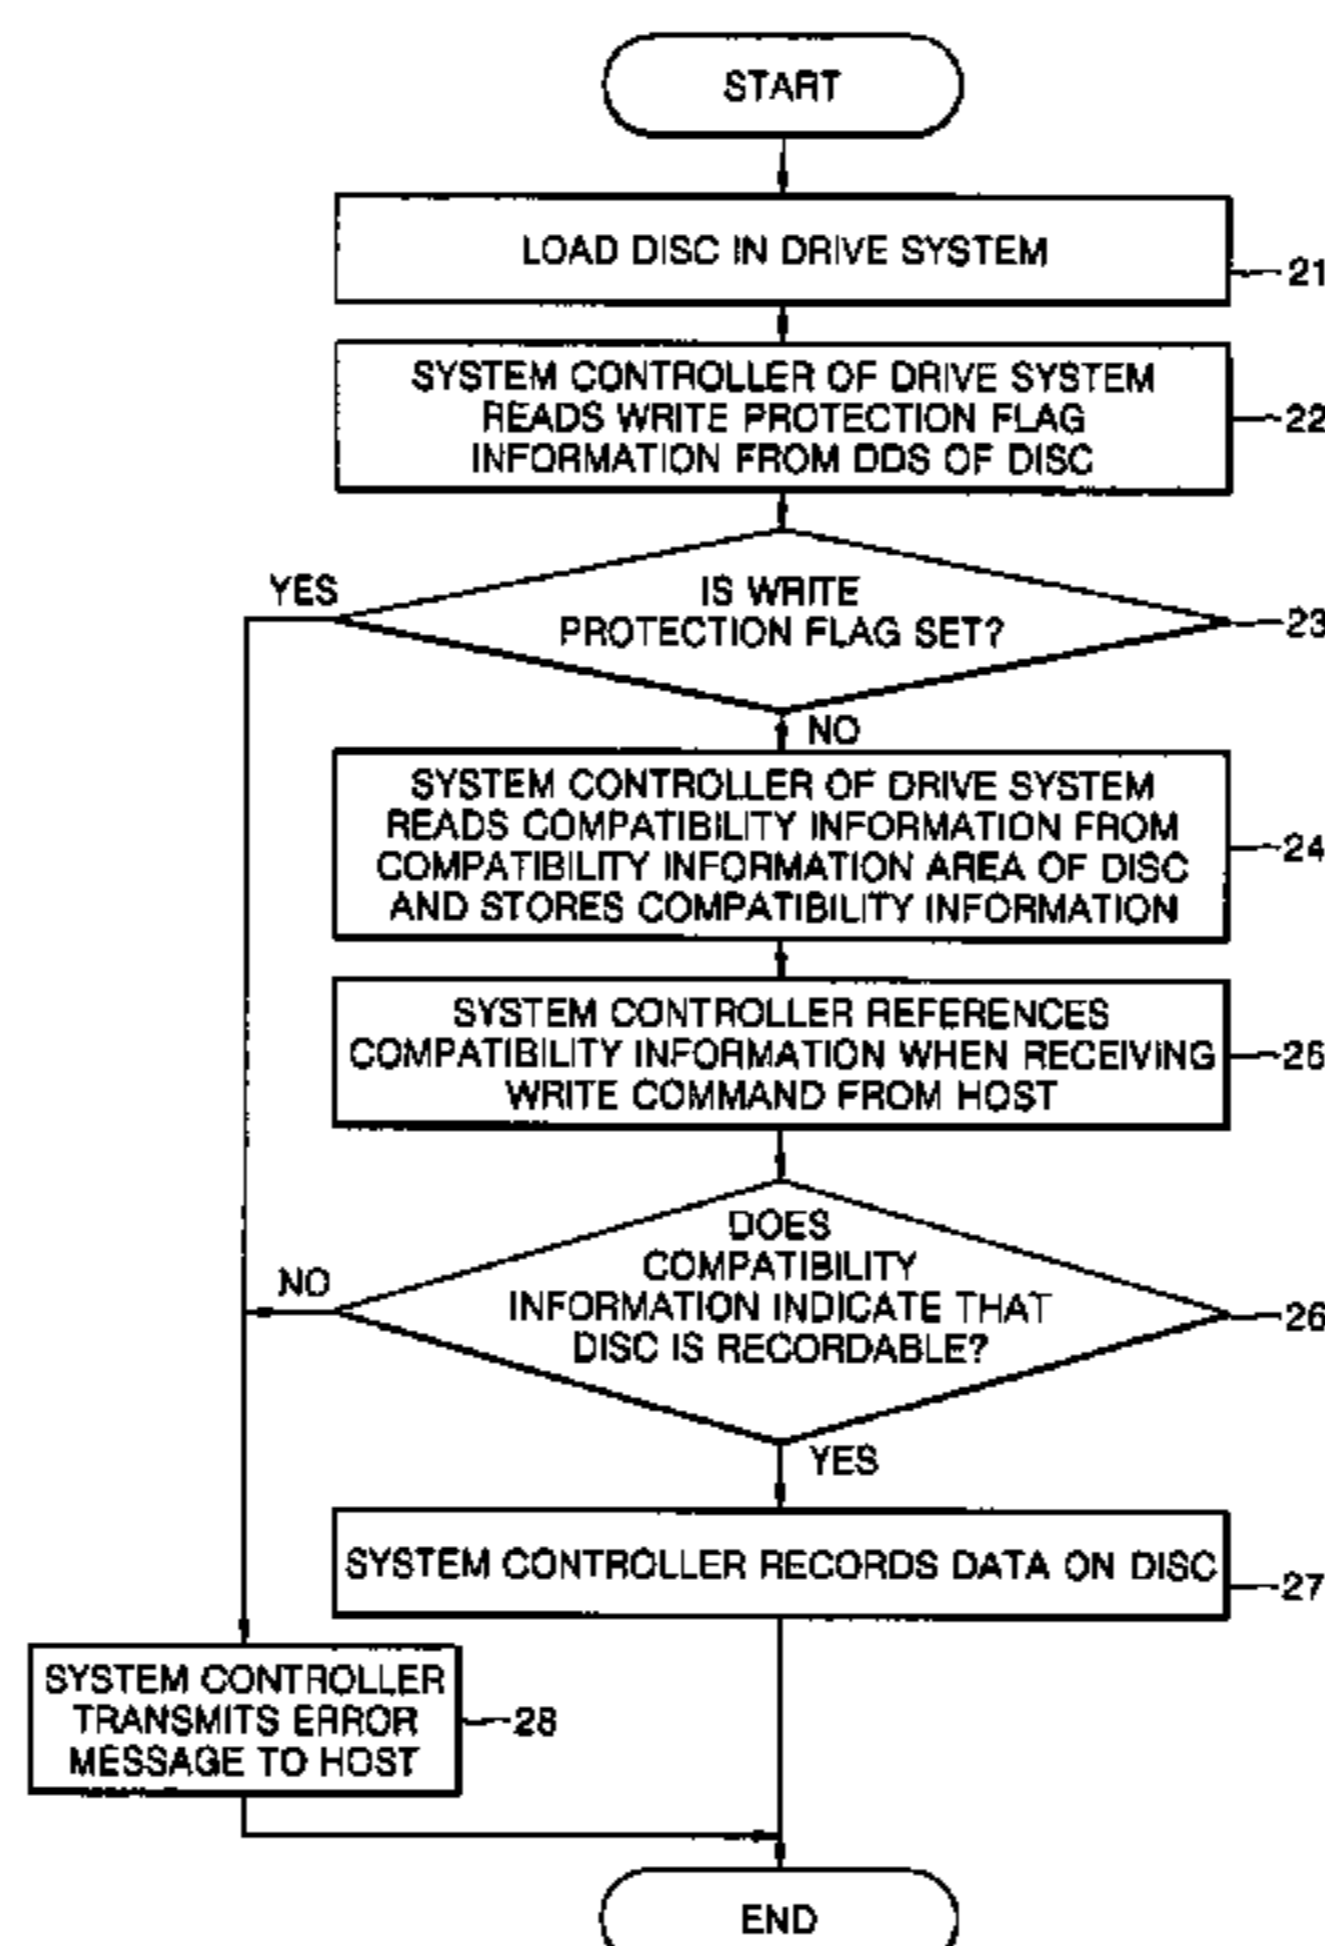 START
LOAD DISC IN DRIVE SYSTEM
21
SYSTEM CONTROLLER OF DRIVE SYSTEM
READS WRITE PROTECTION FLAG
INFORMATION FROM DDS OF DISC
22
YES
IS WRITE
PROTECTION FLAG SET?
23
NO
SYSTEM CONTROLLER OF DRIVE SYSTEM
READS COMPATIBILITY INFORMATION FROM
COMPATIBILITY INFORMATION AREA OF DISC
AND STORES COMPATIBILITY INFORMATION
24
SYSTEM CONTROLLER REFERENCES
COMPATIBILITY INFORMATION WHEN RECEIVING
WRITE COMMAND FROM HOST
25
DOES
COMPATIBILITY
INFORMATION INDICATE THAT
DISC IS RECORDABLE?
NO
26
YES
SYSTEM CONTROLLER RECORDS DATA ON DISC
27
SYSTEM CONTROLLER
TRANSMITS ERROR
MESSAGE TO HOST
28
END